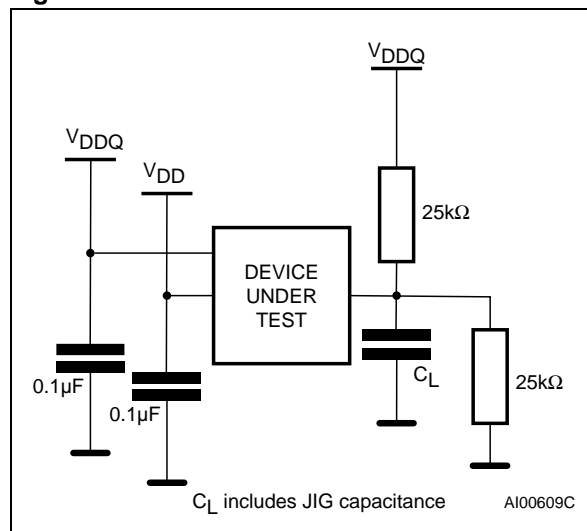 VDDQ
VDDQ
VDD
25kΩ
DEVICE
UNDER
TEST
0.1µF
0.1µF
CL
25kΩ
CL includes JIG capacitance
AI00609C